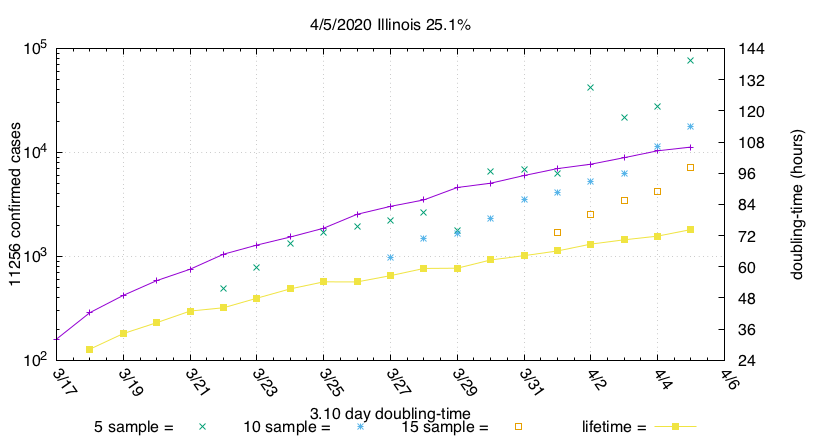 4/5/2020 Illinois 25.1%
10^5
10^4
10^3
10^2
11256 confirmed cases
144
132
120
108
96
84
72
60
48
36
24
doubling-time (hours)
3/17 3/19 3/21 3/23 3/25 3/27 3/29 3/31 4/2 4/4 4/6
3.10 day doubling-time
5 sample = 10 sample = 15 sample = lifetime =